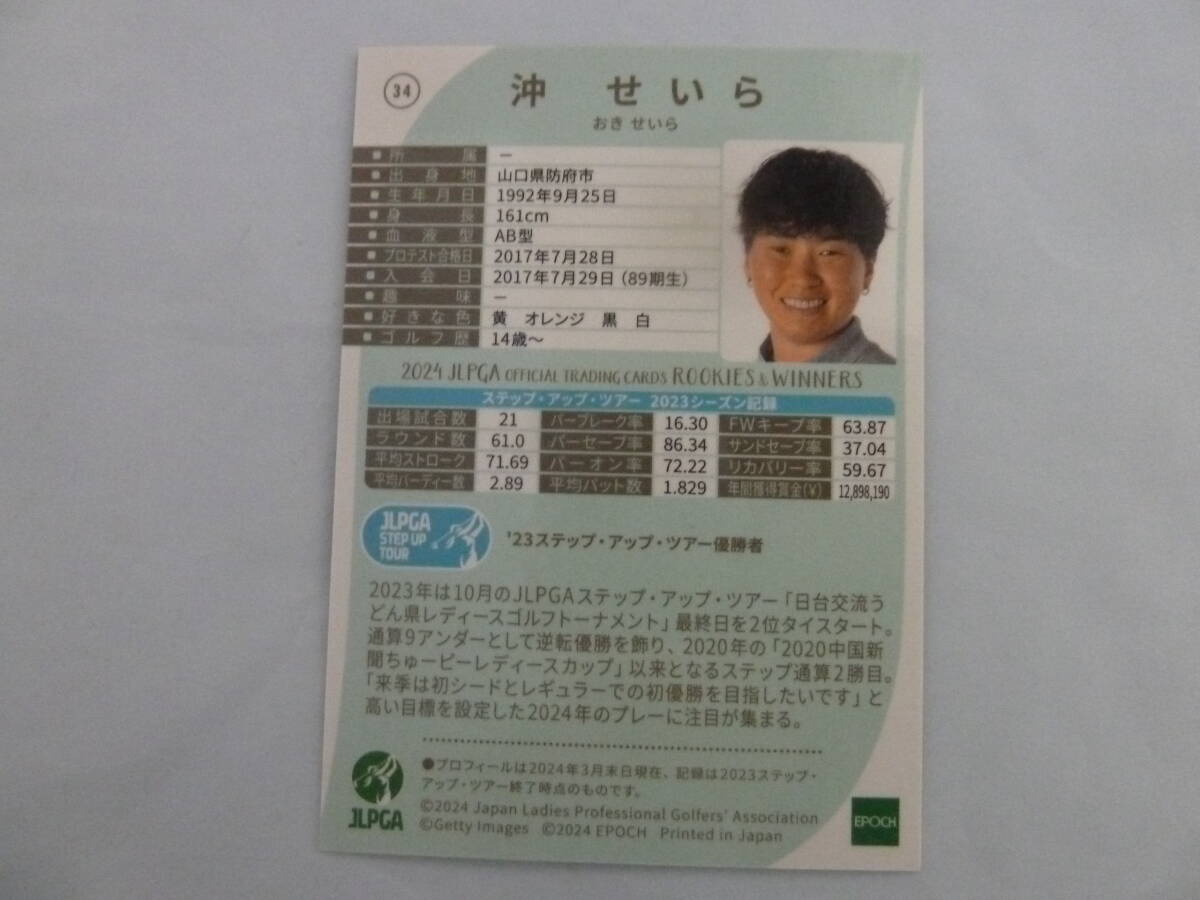 34
沖 せいら
おき せいら
■所属 ー
■出身地 山口県防府市
■生年月日 1992年9月25日
■身長 161cm
■血液型 AB型
■プロテスト合格日 2017年7月28日
■入会日 2017年7月29日（89期生）
■趣味 ー
■好きな色 黄 オレンジ 黒 白
■ゴルフ歴 14歳～
2024 JLPGA OFFICIAL TRADING CARDS ROOKIES & WINNERS
ステップ・アップ・ツアー 2023シーズン記録
出場試合数 21 パーブレーク率 16.30 FWキープ率 63.87
ラウンド数 61.0 パーセーブ率 86.34 サンドセーブ率 37.04
平均ストローク 71.69 パーオン率 72.22 リカバリー率 59.67
平均バーディー数 2.89 平均パット数 1.829 年間獲得賞金(¥) 12,898,190
JLPGA
STEP UP
TOUR
'23ステップ・アップ・ツアー優勝者
2023年は10月のJLPGAステップ・アップ・ツアー「日台交流う
どん県レディースゴルフトーナメント」最終日を2位タイスタート。
通算9アンダーとして逆転優勝を飾り、2020年の「2020中国新
聞ちゅーピーレディースカップ」以来となるステップ通算2勝目。
「来季は初シードとレギュラーでの初優勝を目指したいです」と
高い目標を設定した2024年のプレーに注目が集まる。
●プロフィールは2024年3月末日現在、記録は2023ステップ・
アップ・ツアー終了時点のものです。
©2024 Japan Ladies Professional Golfers' Association
©Getty Images ©2024 EPOCH Printed in Japan
JLPGA
EPOCH